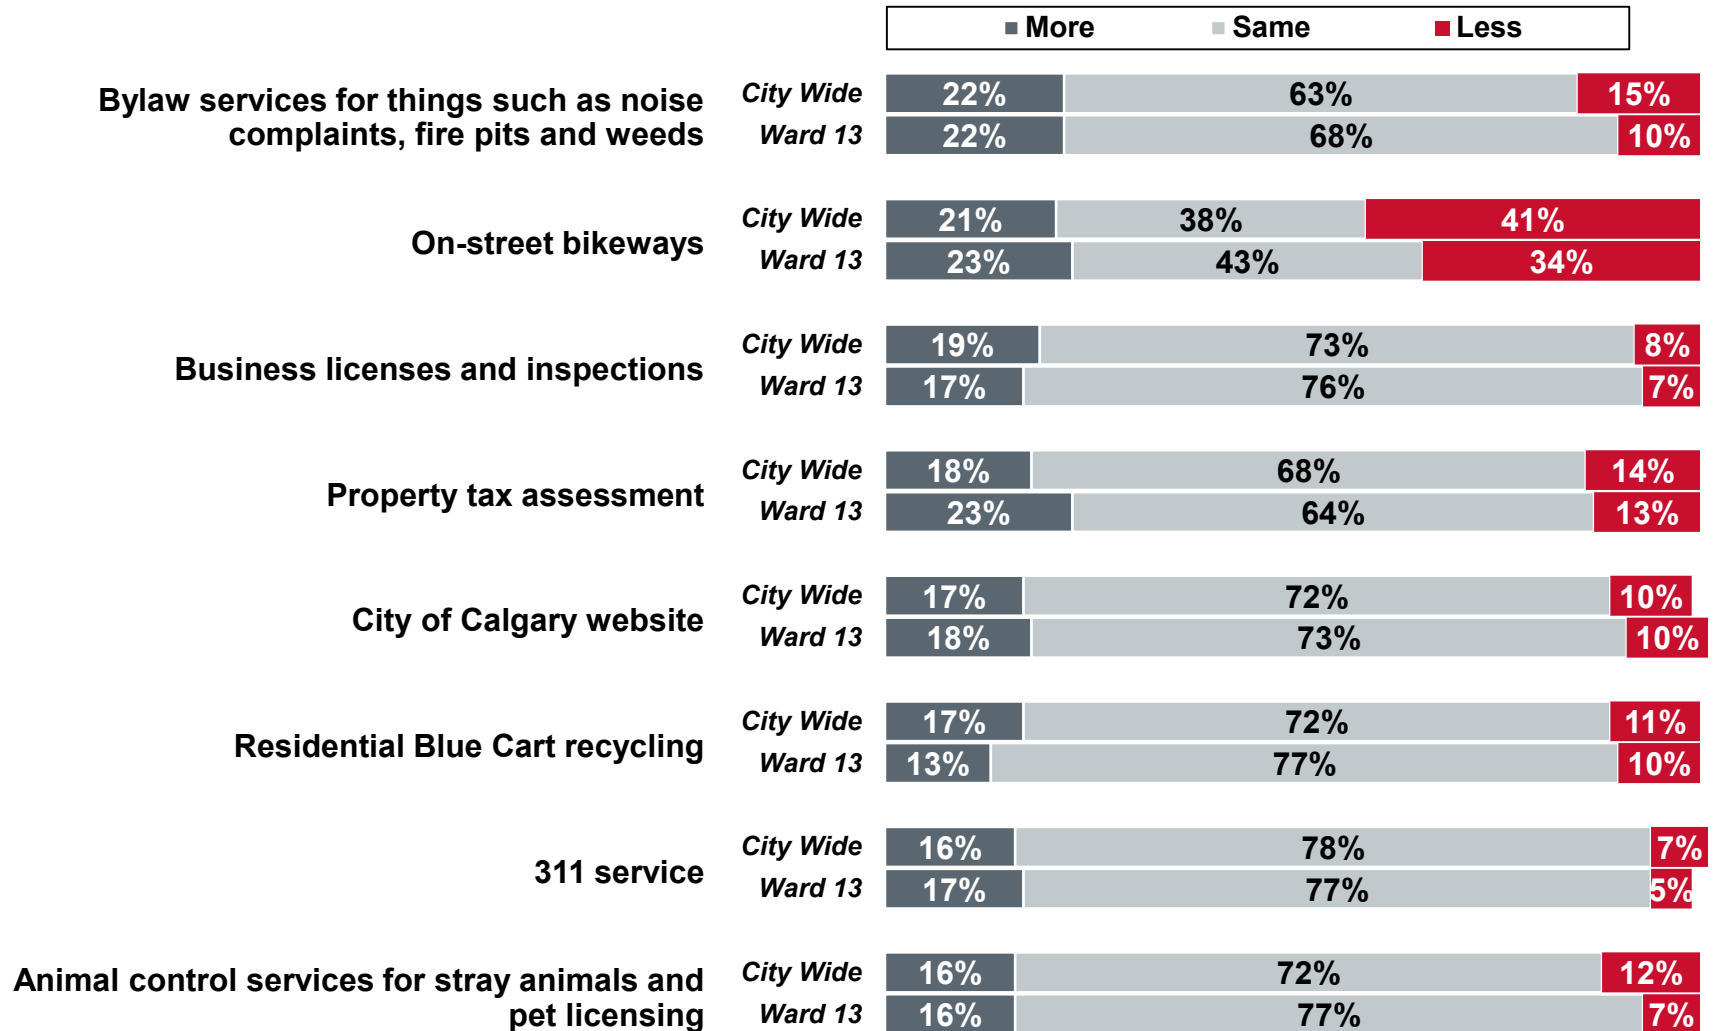 More Same Less
Bylaw services for things such as noise
complaints, fire pits and weeds
City Wide 22% 63% 15%
Ward 13 22% 68% 10%
On-street bikeways
City Wide 21% 38% 41%
Ward 13 23% 43% 34%
Business licenses and inspections
City Wide 19% 73% 8%
Ward 13 17% 76% 7%
Property tax assessment
City Wide 18% 68% 14%
Ward 13 23% 64% 13%
City of Calgary website
City Wide 17% 72% 10%
Ward 13 18% 73% 10%
Residential Blue Cart recycling
City Wide 17% 72% 11%
Ward 13 13% 77% 10%
311 service
City Wide 16% 78% 7%
Ward 13 17% 77% 5%
Animal control services for stray animals and
pet licensing
City Wide 16% 72% 12%
Ward 13 16% 77% 7%